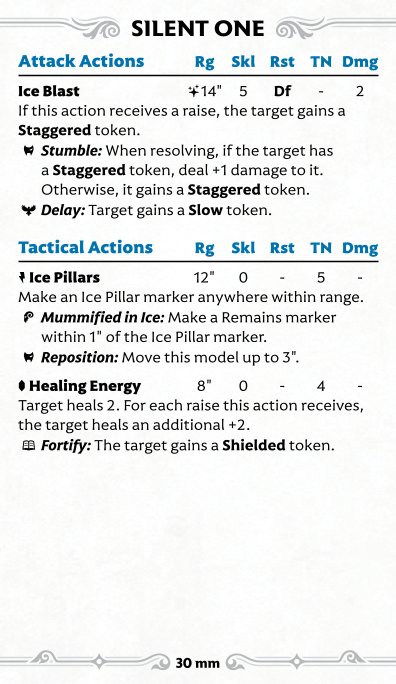 SILENT ONE
Attack Actions Rg Skl Rst TN Dmg
Ice Blast 14" 5 Df - 2
If this action receives a raise, the target gains a
Staggered token.
Stumble: When resolving, if the target has
a Staggered token, deal +1 damage to it.
Otherwise, it gains a Staggered token.
Delay: Target gains a Slow token.
Tactical Actions Rg Skl Rst TN Dmg
Ice Pillars 12" 0 - 5 -
Make an Ice Pillar marker anywhere within range.
Mummified in Ice: Make a Remains marker
within 1" of the Ice Pillar marker.
Reposition: Move this model up to 3".
Healing Energy 8" 0 - 4 -
Target heals 2. For each raise this action receives,
the target heals an additional +2.
Fortify: The target gains a Shielded token.
30 mm